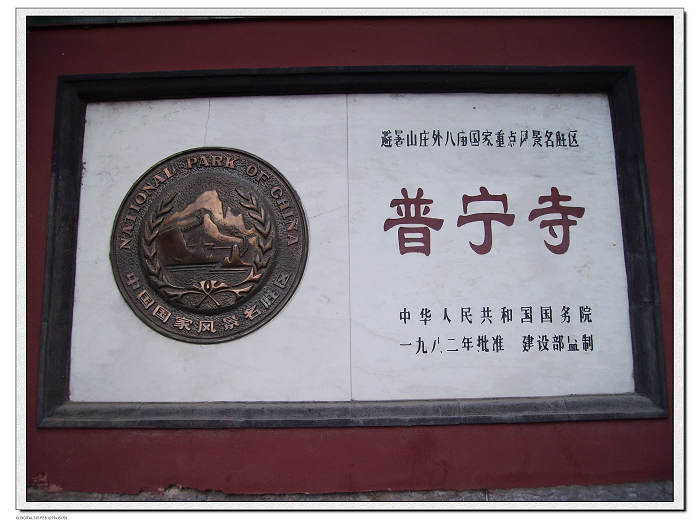 NATIONAL PARK OF CHINA
中国国家风景名胜区
避暑山庄外八庙国家重点风景名胜区
普宁寺
中华人民共和国国务院
一九八二年批准 建设部监制